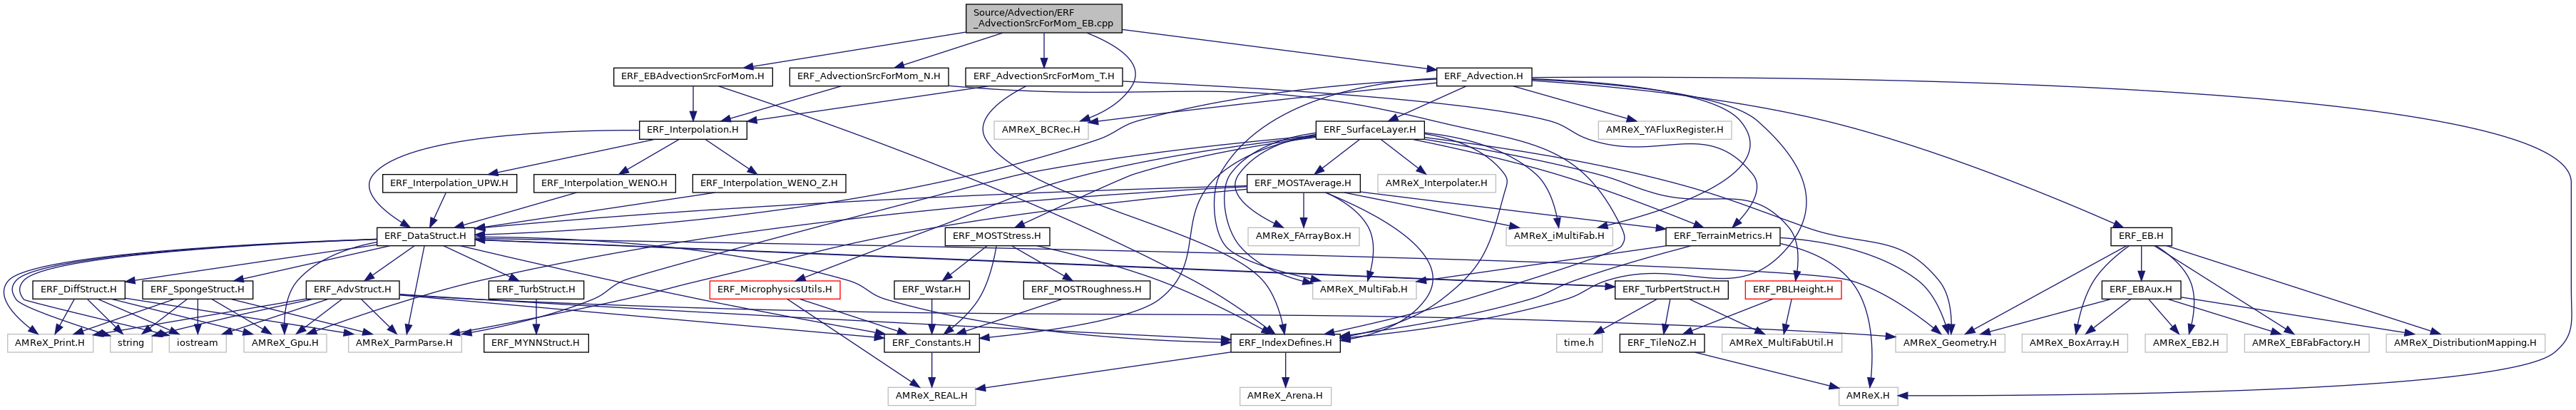 Source/Advection/ERF
_AdvectionSrcForMom_EB.cpp
ERF_EBAdvectionSrcForMom.H
ERF_AdvectionSrcForMom_N.H
ERF_AdvectionSrcForMom_T.H
ERF_Advection.H
ERF_Interpolation.H
AMReX_BCRec.H
ERF_SurfaceLayer.H
AMReX_YAFluxRegister.H
ERF_Interpolation_UPW.H
ERF_Interpolation_WENO.H
ERF_Interpolation_WENO_Z.H
ERF_MOSTAverage.H
AMReX_Interpolater.H
ERF_DataStruct.H
ERF_MOSTStress.H
AMReX_FArrayBox.H
AMReX_iMultiFab.H
ERF_TerrainMetrics.H
ERF_EB.H
ERF_DiffStruct.H
ERF_SpongeStruct.H
ERF_AdvStruct.H
ERF_TurbStruct.H
ERF_MicrophysicsUtils.H
ERF_Wstar.H
ERF_MOSTRoughness.H
AMReX_MultiFab.H
ERF_TurbPertStruct.H
ERF_PBLHeight.H
ERF_EBAux.H
AMReX_Print.H
string
iostream
AMReX_Gpu.H
AMReX_ParmParse.H
ERF_MYNNStruct.H
ERF_Constants.H
ERF_IndexDefines.H
time.h
ERF_TileNoZ.H
AMReX_MultiFabUtil.H
AMReX_Geometry.H
AMReX_BoxArray.H
AMReX_EB2.H
AMReX_EBFabFactory.H
AMReX_DistributionMapping.H
AMReX_REAL.H
AMReX_Arena.H
AMReX.H